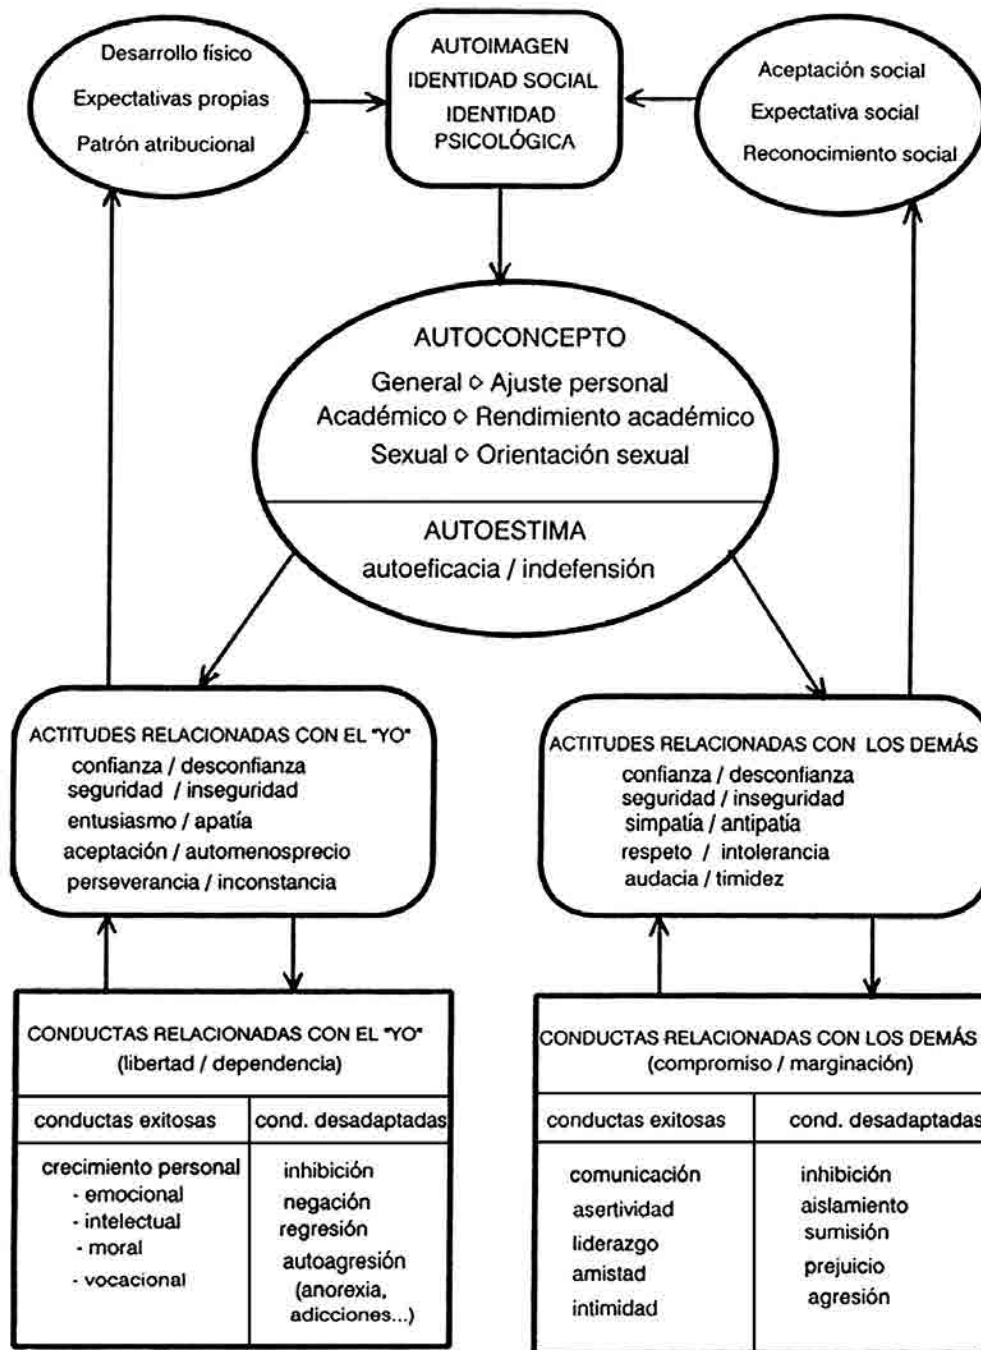 Desarrollo físico
Expectativas propias
Patrón atribucional
AUTOIMAGEN
IDENTIDAD SOCIAL
IDENTIDAD
PSICOLÓGICA
Aceptación social
Expectativa social
Reconocimiento social
AUTOCONCEPTO
General ▷ Ajuste personal
Académico ▷ Rendimiento académico
Sexual ▷ Orientación sexual
AUTOESTIMA
autoeficacia / indefensión
ACTITUDES RELACIONADAS CON EL "YO"
confianza / desconfianza
seguridad / inseguridad
entusiasmo / apatía
aceptación / automenosprecio
perseverancia / inconstancia
ACTITUDES RELACIONADAS CON LOS DEMÁS
confianza / desconfianza
seguridad / inseguridad
simpatía / antipatía
respeto / intolerancia
audacia / timidez
CONDUCTAS RELACIONADAS CON EL "YO"
(libertad / dependencia)
conductas exitosas
crecimiento personal
- emocional
- intelectual
- moral
- vocacional
cond. desadaptadas
inhibición
negación
regresión
autoagresión
(anorexia,
adicciones...)
CONDUCTAS RELACIONADAS CON LOS DEMÁS
(compromiso / marginación)
conductas exitosas
comunicación
asertividad
liderazgo
amistad
intimidad
cond. desadaptadas
inhibición
aislamiento
sumisión
prejuicio
agresión